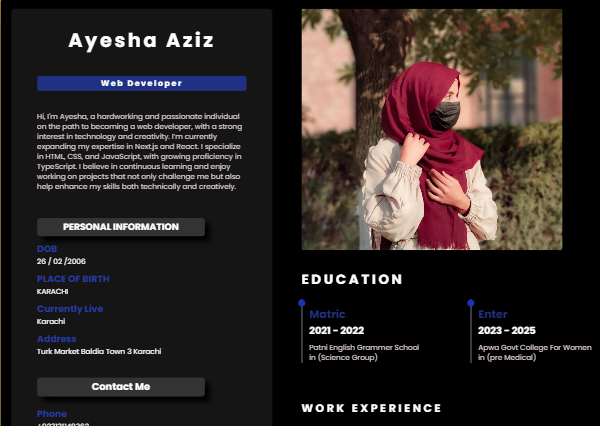 Ayesha Aziz
Web Developer
Hi, I'm Ayesha, a hardworking and passionate individual
on the path to becoming a web developer, with a strong
interest in technology and creativity. I'm currently
expanding my expertise in Next.js and React. I specialize
in HTML, CSS, and JavaScript, with growing proficiency in
TypeScript. I believe in continuous learning and enjoy
working on projects that not only challenge me but also
help enhance my skills both technically and creatively.
PERSONAL INFORMATION
DOB
26 / 02 /2006
PLACE OF BIRTH
KARACHI
Currently Live
Karachi
Address
Turk Market Baldia Town 3 Karachi
Contact Me
Phone
EDUCATION
Matric
2021 - 2022
Patni English Grammer School
in (Science Group)
Enter
2023 - 2025
Apwa Govt College For Women
in (pre Medical)
WORK EXPERIENCE